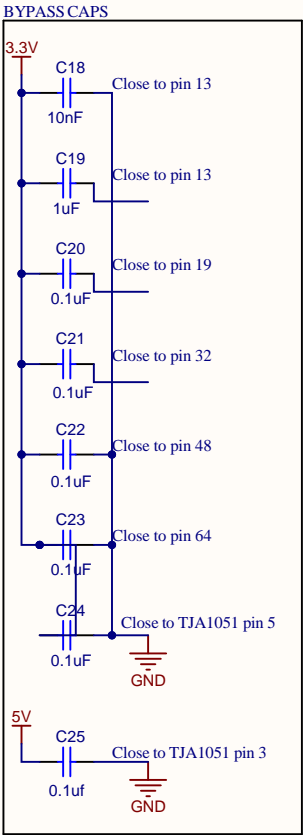 BYPASS CAPS
3.3V
C18
Close to pin 13
10nF
C19
Close to pin 13
1uF
C20
Close to pin 19
0.1uF
C21
Close to pin 32
0.1uF
C22
Close to pin 48
0.1uF
C23
Close to pin 64
0.1uF
C24
Close to TJA1051 pin 5
0.1uF
GND
5V
C25
Close to TJA1051 pin 3
0.1uf
GND